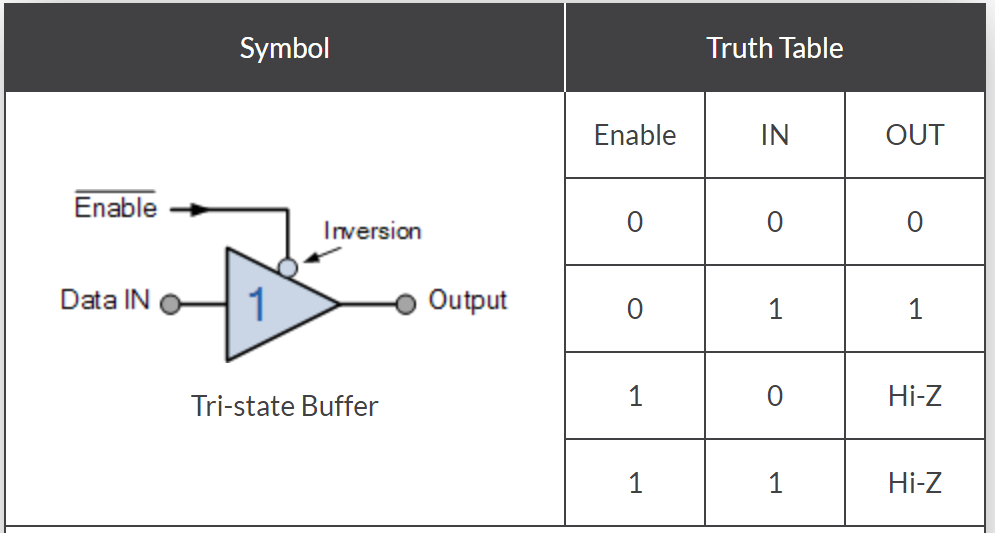 Symbol
Truth Table
Enable
Inversion
Data IN
1
Output
Tri-state Buffer
Enable IN OUT
0 0 0
0 1 1
1 0 Hi-Z
1 1 Hi-Z